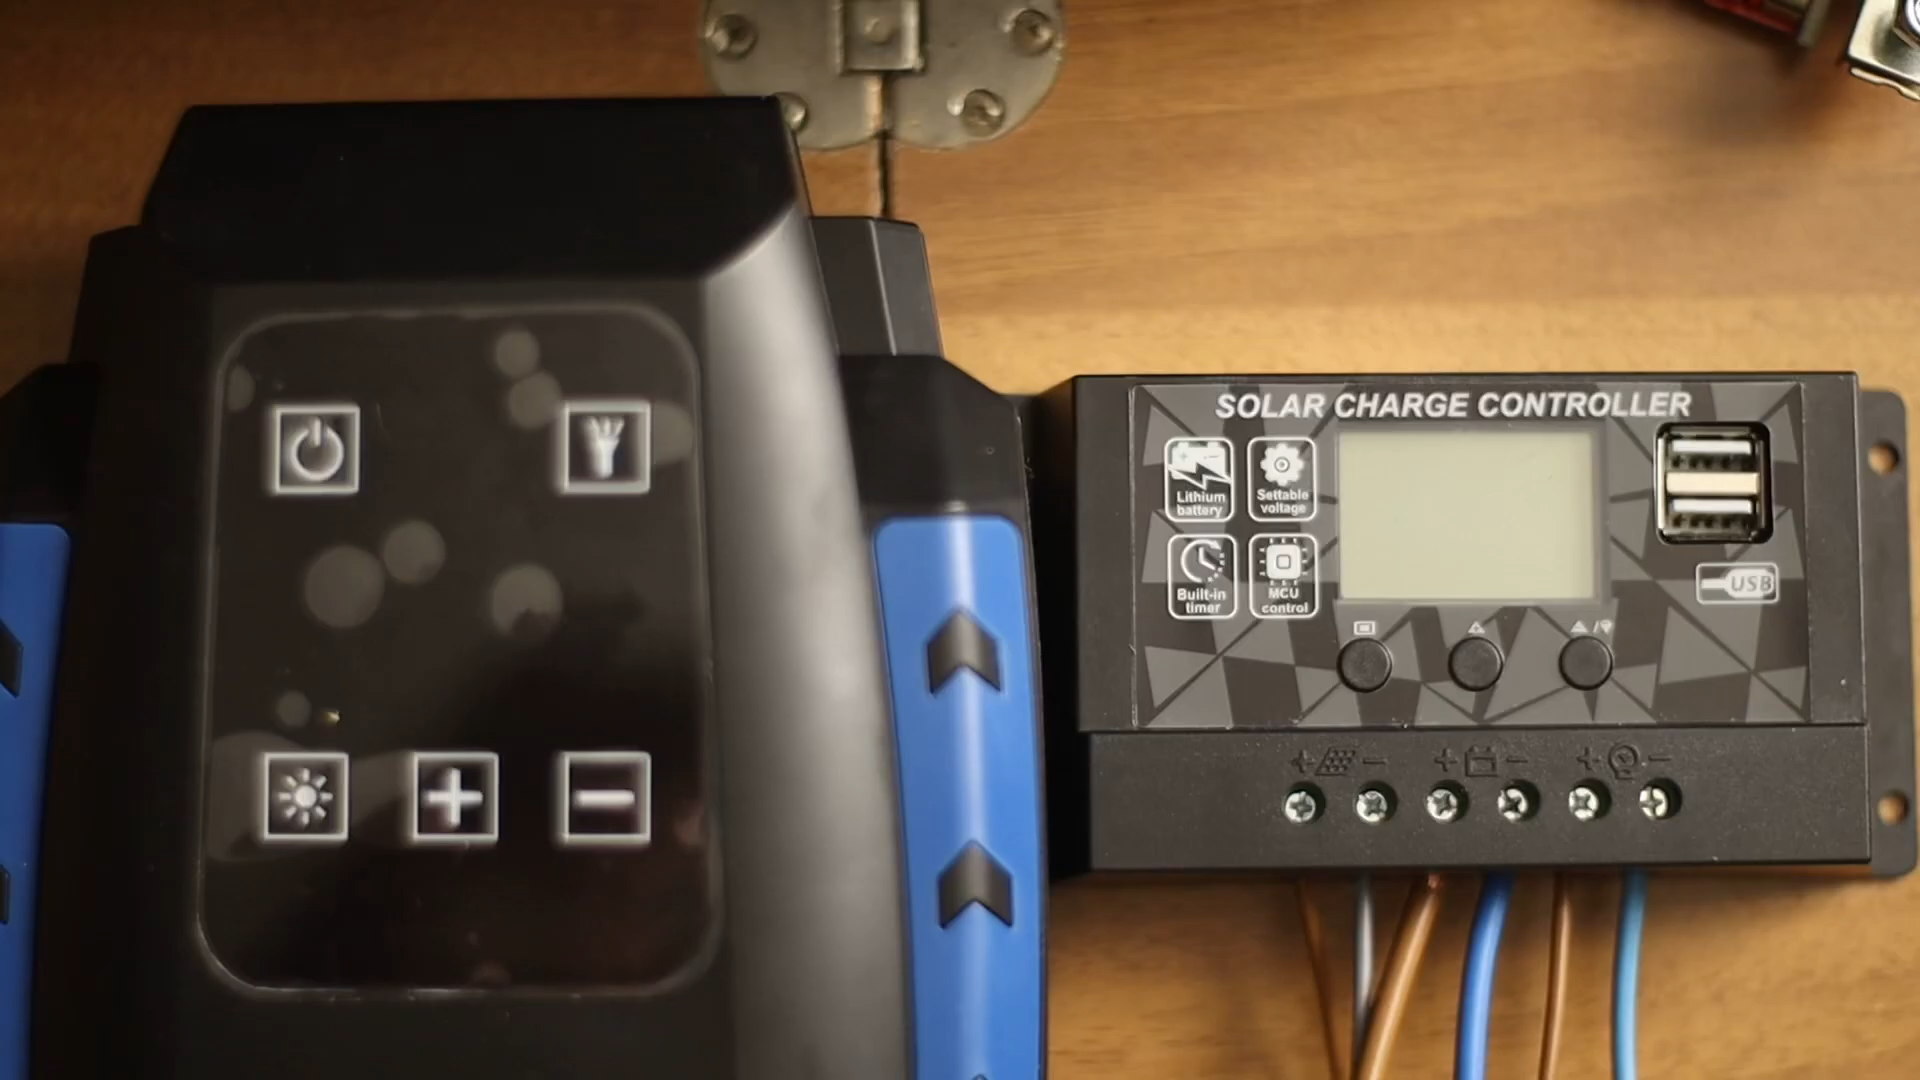 SOLAR CHARGE CONTROLLER
Lithium
battery
Settable
voltage
Built-in
timer
MCU
control
USB